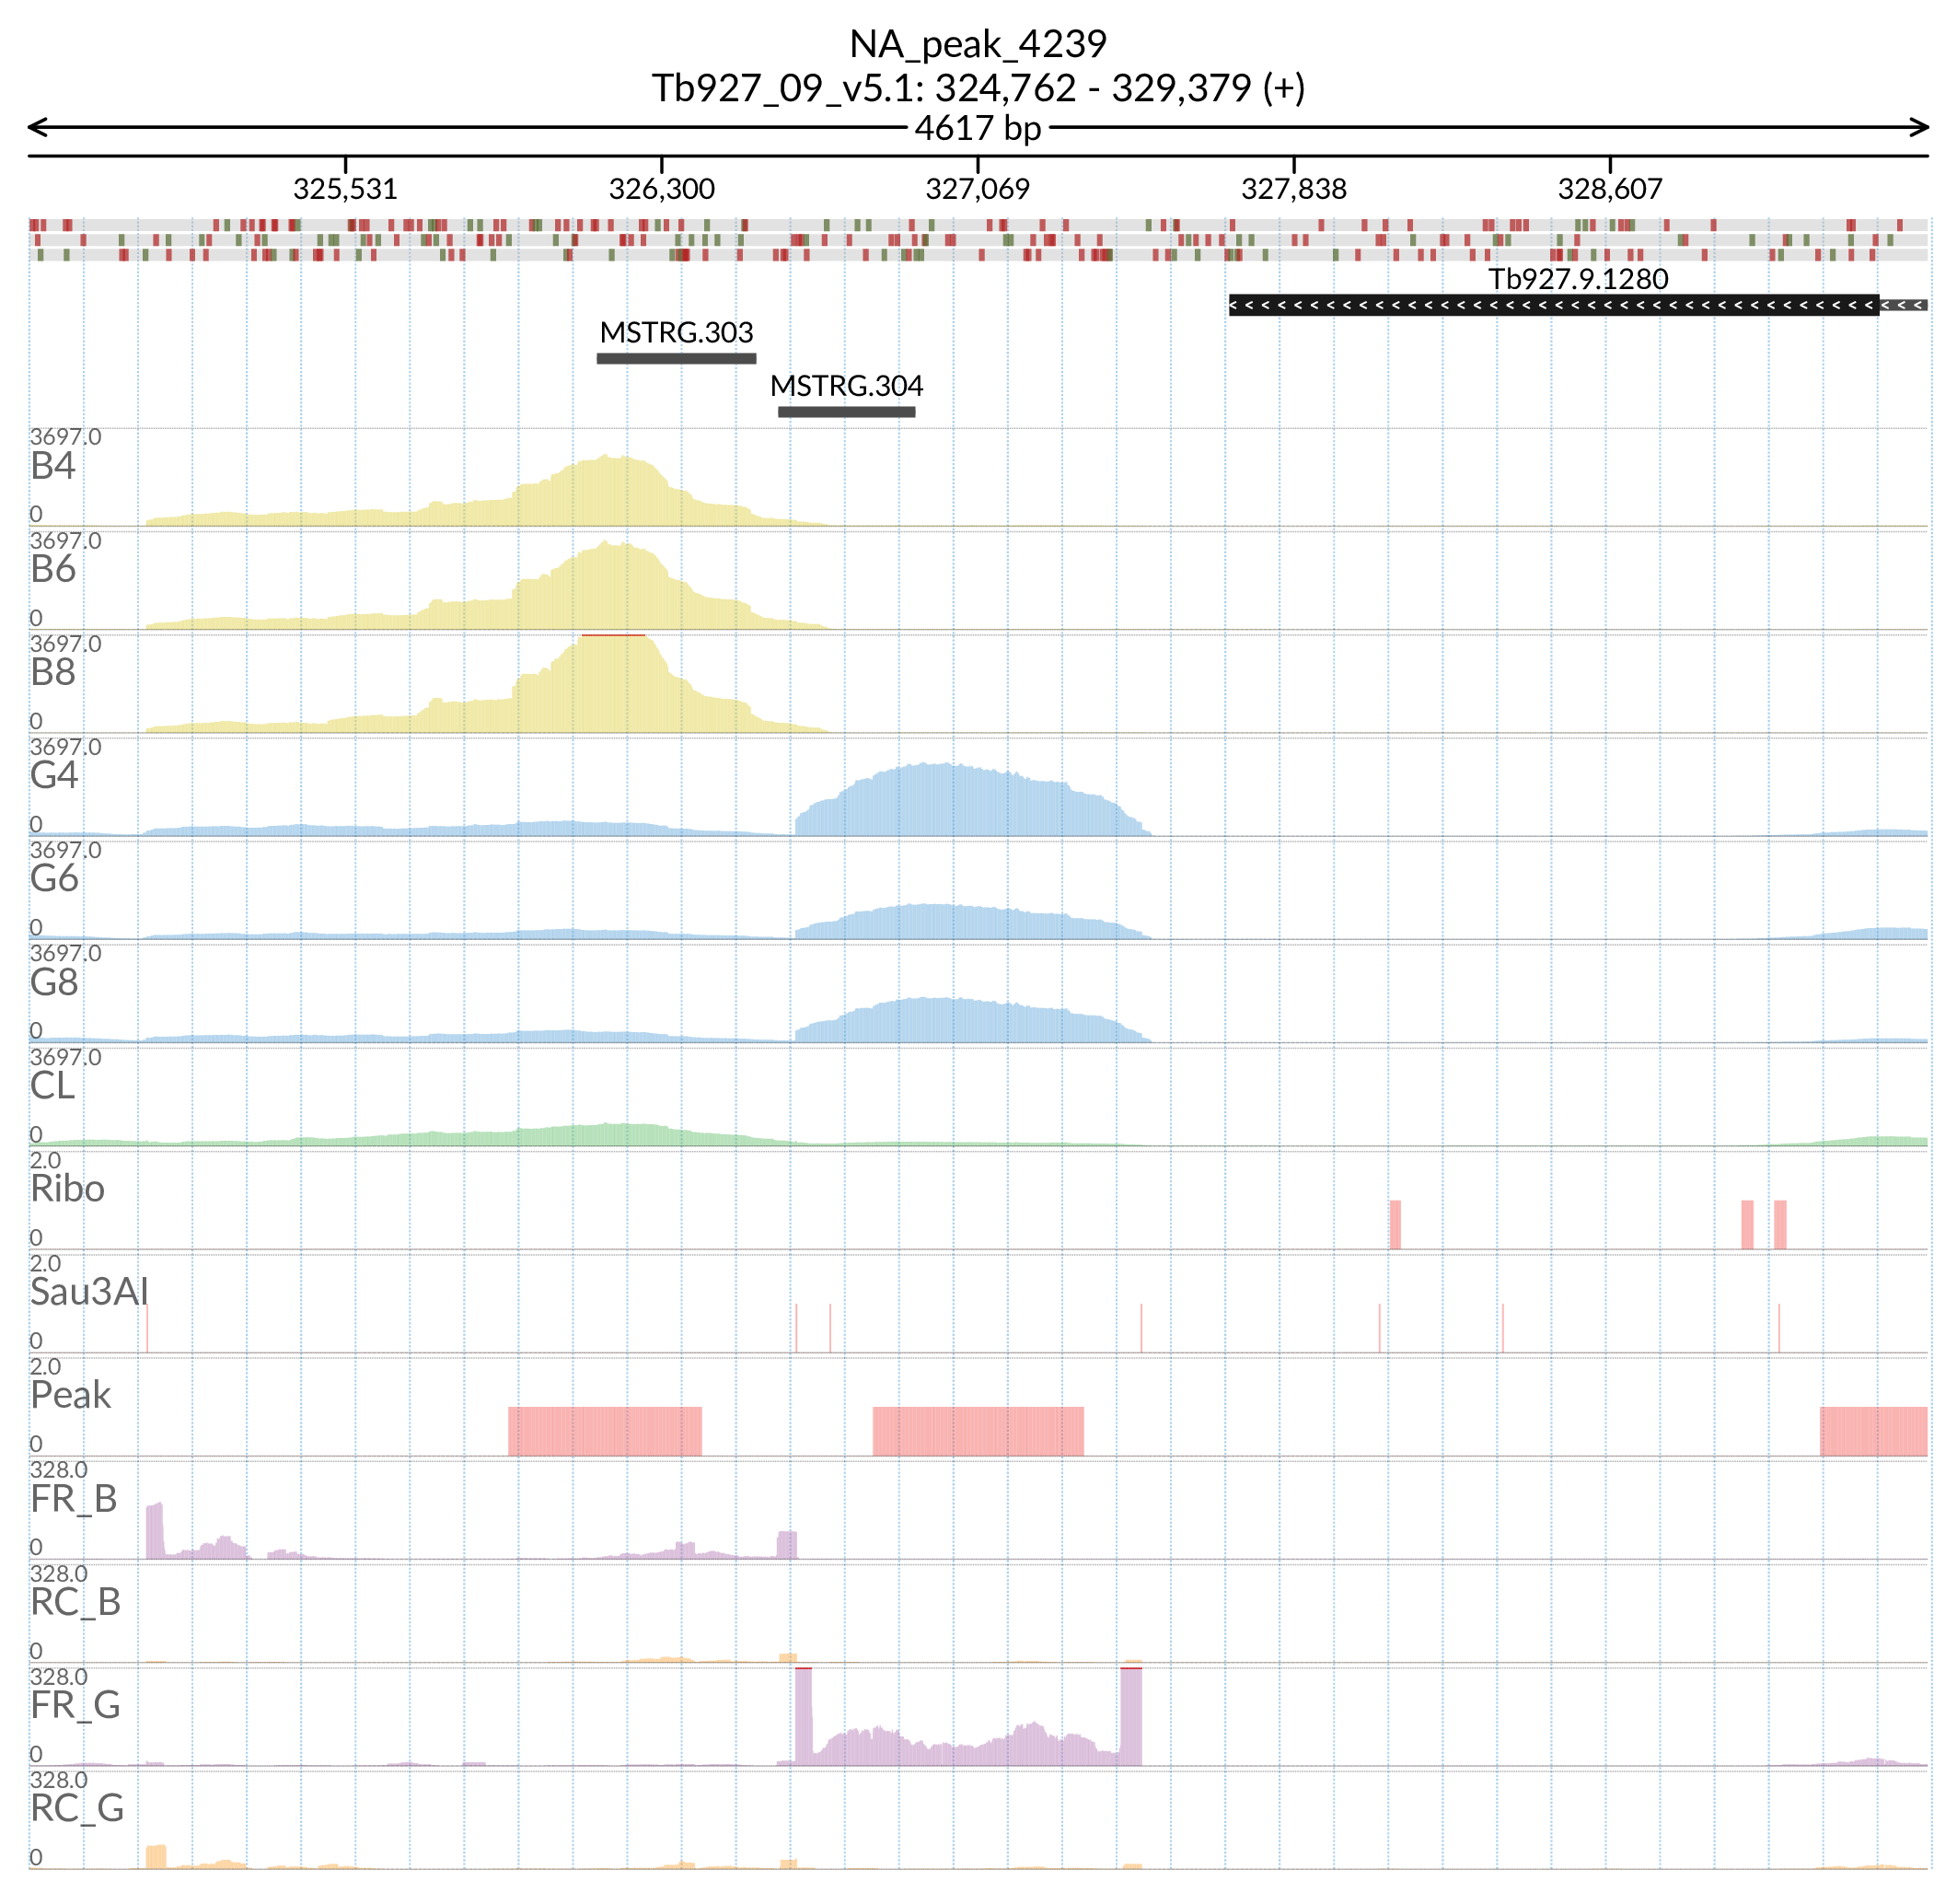 NA_peak_4239
Tb927_09_v5.1: 324,762 - 329,379 (+)
4617 bp
325,531 326,300 327,069 327,838 328,607
Tb927.9.1280
MSTRG.303
MSTRG.304
3697.0
B4
0
3697.0
B6
0
3697.0
B8
0
3697.0
G4
0
3697.0
G6
0
3697.0
G8
0
3697.0
CL
0
2.0
Ribo
0
2.0
Sau3AI
0
2.0
Peak
0
328.0
FR_B
0
328.0
RC_B
0
328.0
FR_G
0
328.0
RC_G
0